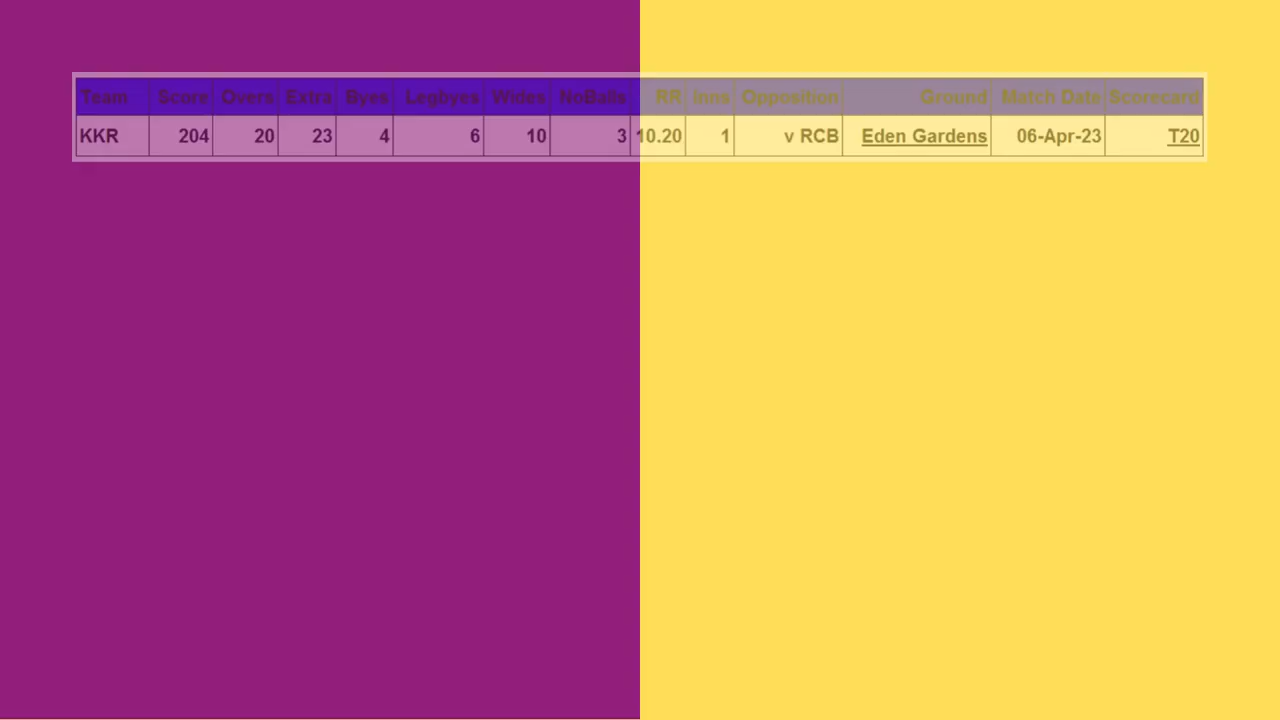 Team Score Overs Extra Byes Legbyes Wides NoBalls RR Inns Opposition Ground Match Date Scorecard
KKR 204 20 23 4 6 10 3 10.20 1 v RCB Eden Gardens 06-Apr-23 T20